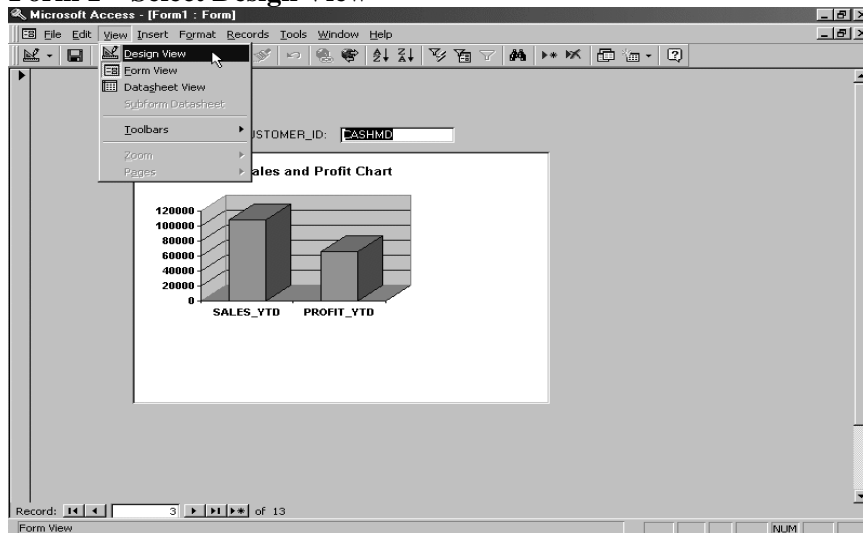 Form 1 – Select Design View
Microsoft Access - [Form1 : Form]
File Edit View Insert Format Records Tools Window Help
Design View
Form View
Datasheet View
Subform Datasheet
Toolbars
Zoom
Pages
USTOMER_ID: CASHMD
ales and Profit Chart
120000
100000
80000
60000
40000
20000
0
SALES_YTD PROFIT_YTD
Record: 3 of 13
Form View NUM